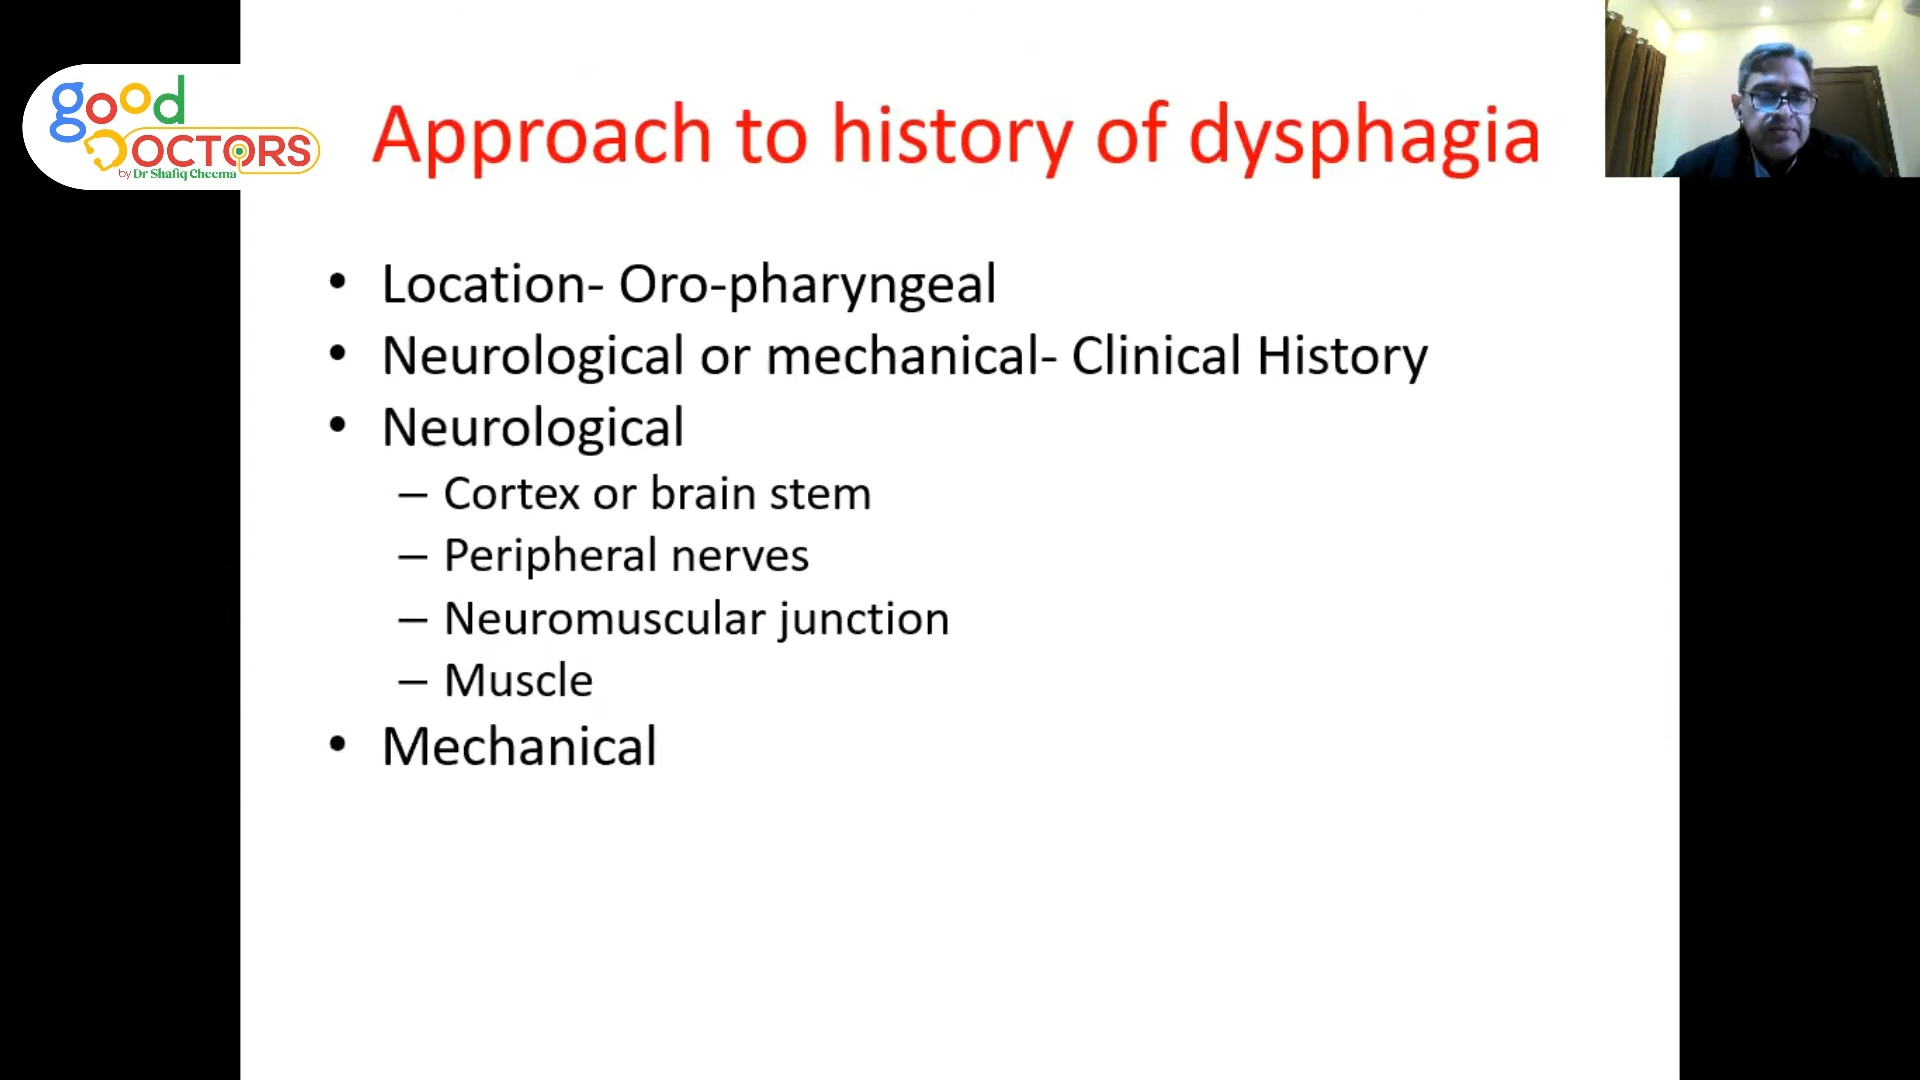 good
DOCTORS
by Dr Shafiq Cheema
Approach to history of dysphagia
• Location- Oro-pharyngeal
• Neurological or mechanical- Clinical History
• Neurological
– Cortex or brain stem
– Peripheral nerves
– Neuromuscular junction
– Muscle
• Mechanical